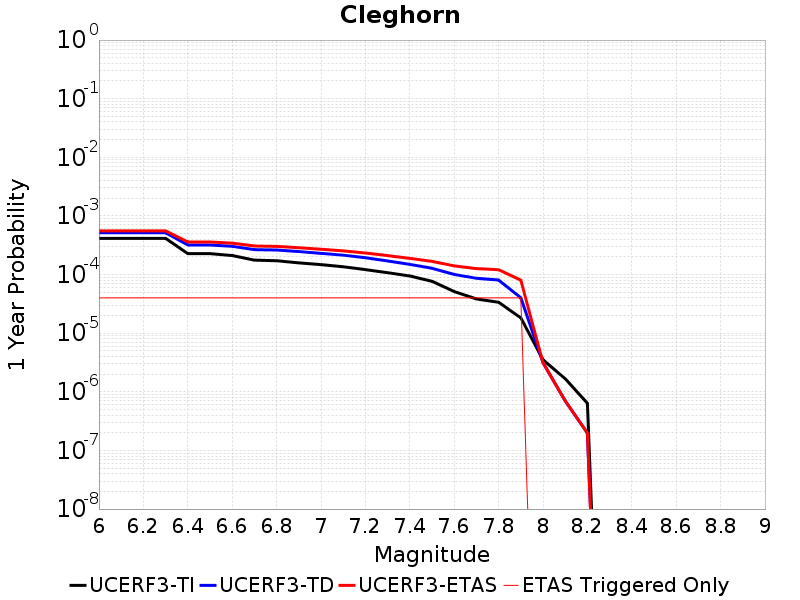 Cleghorn
10^0
10^-1
10^-2
10^-3
10^-4
10^-5
10^-6
10^-7
10^-8
1 Year Probability
6 6.2 6.4 6.6 6.8 7 7.2 7.4 7.6 7.8 8 8.2 8.4 8.6 8.8 9
Magnitude
UCERF3-TI UCERF3-TD UCERF3-ETAS ETAS Triggered Only